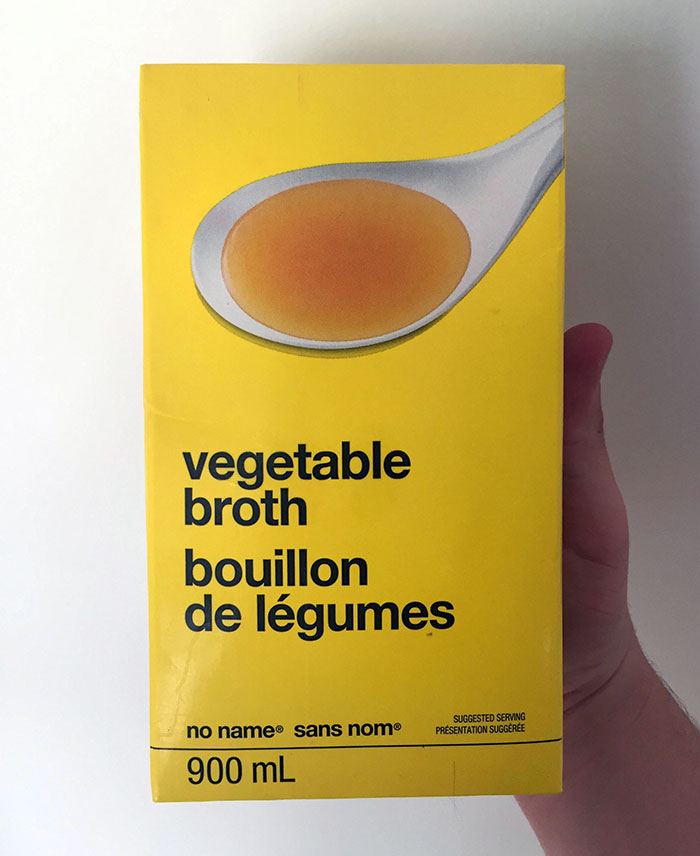 vegetable
broth
bouillon
de légumes
no name® sans nom®
SUGGESTED SERVING
PRÉSENTATION SUGGÉRÉE
900 mL